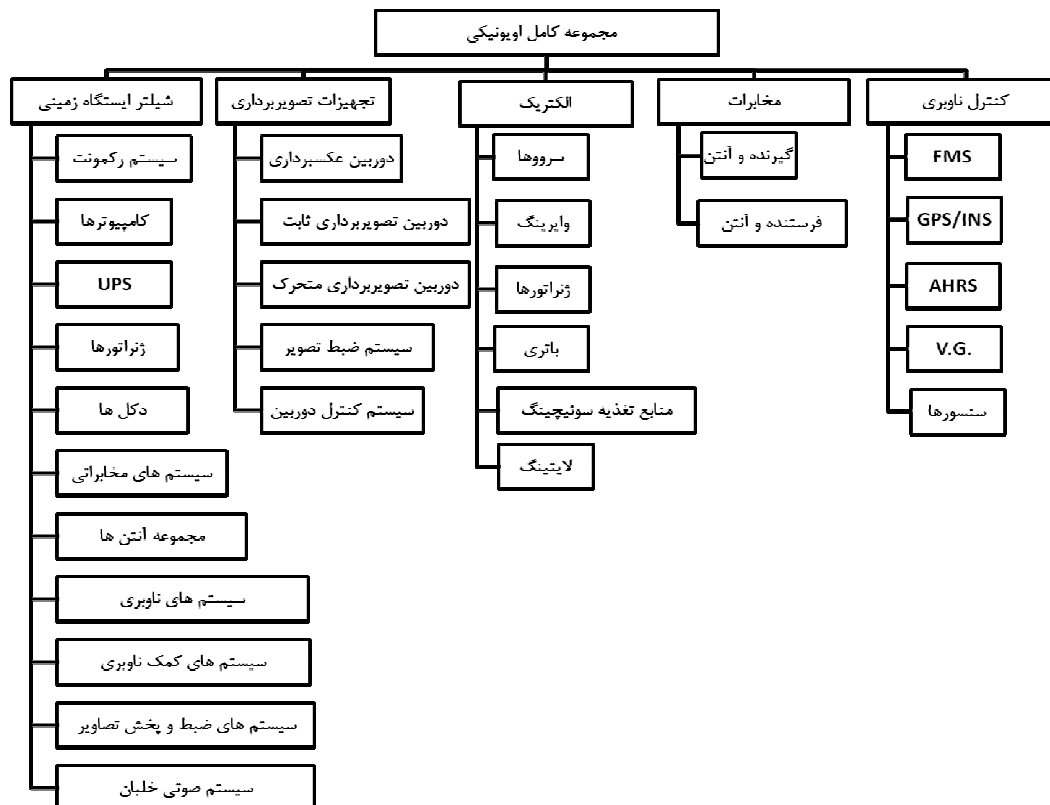 مجموعه کامل اویونیکی
کنترل ناوبری
FMS
GPS/INS
AHRS
V.G.
سنسورها
مخابرات
گیرنده و آنتن
فرستنده و آنتن
الکتریک
سرووها
وایرینگ
ژنراتورها
باتری
منابع تغذیه سوئیچینگ
لایتینگ
تجهیزات تصویربرداری
دوربین عکسبرداری
دوربین تصویربرداری ثابت
دوربین تصویربرداری متحرک
سیستم ضبط تصویر
سیستم کنترل دوربین
شیلتر ایستگاه زمینی
سیستم رکمونت
کامپیوترها
UPS
ژنراتورها
دکل ها
سیستم های مخابراتی
مجموعه آنتن ها
سیستم های ناوبری
سیستم های کمک ناوبری
سیستم های ضبط و پخش تصاویر
سیستم صوتی خلبان